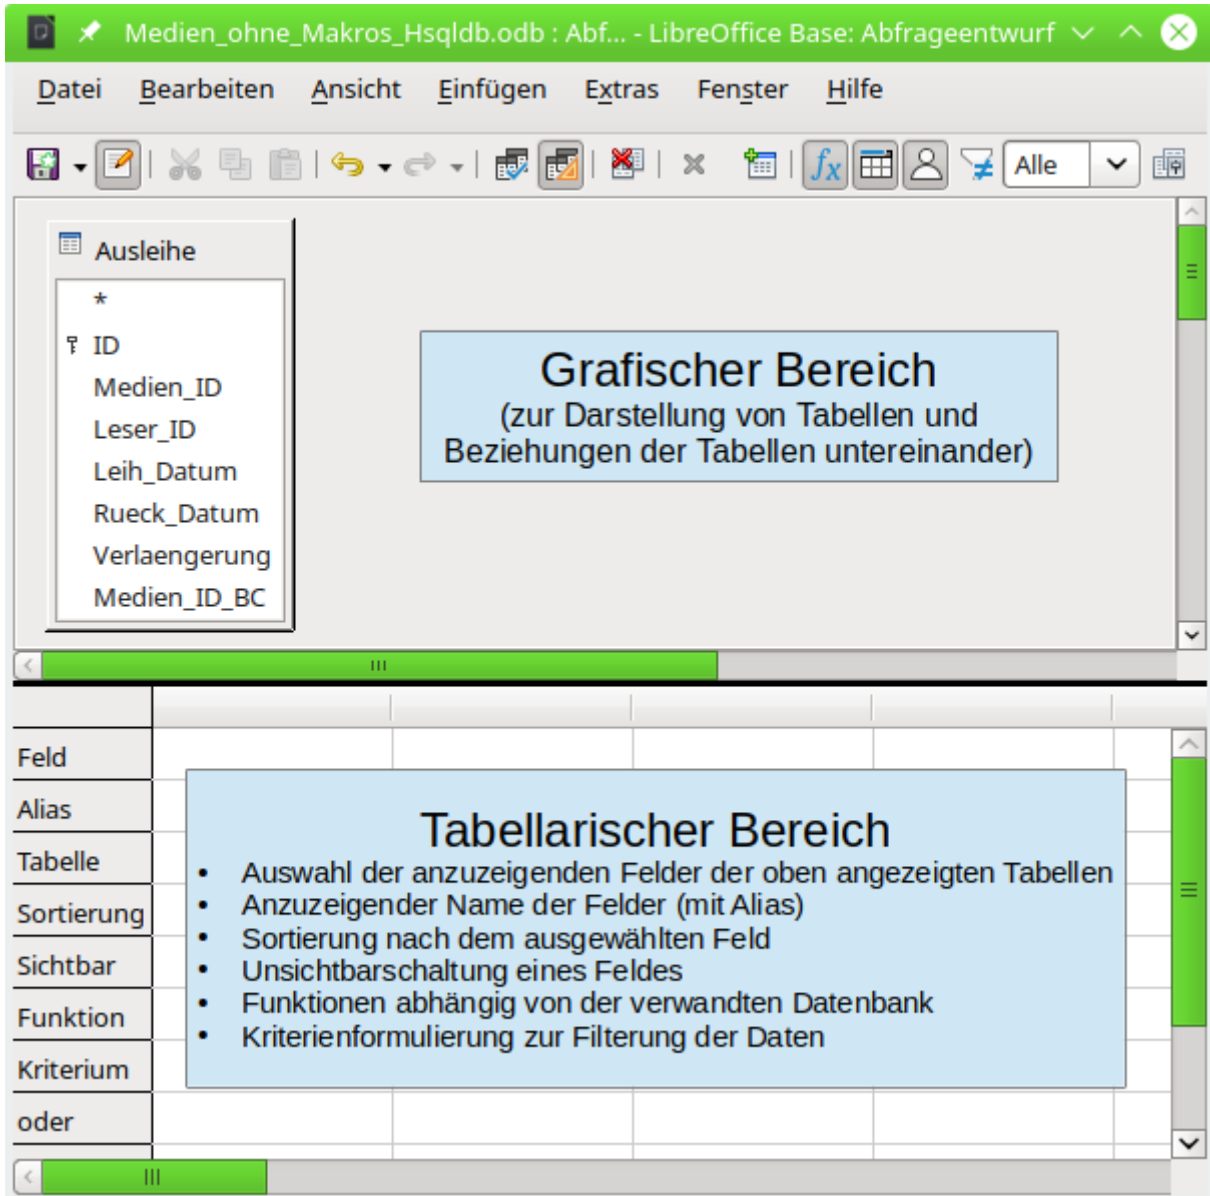 Medien_ohne_Makros_Hsqldb.odb : Abf... - LibreOffice Base: Abfrageentwurf
Datei Bearbeiten Ansicht Einfügen Extras Fenster Hilfe
fx Alle
Ausleihe
*
ID
Medien_ID
Leser_ID
Leih_Datum
Rueck_Datum
Verlaengerung
Medien_ID_BC
Grafischer Bereich
(zur Darstellung von Tabellen und
Beziehungen der Tabellen untereinander)
Feld
Alias
Tabelle
Sortierung
Sichtbar
Funktion
Kriterium
oder
Tabellarischer Bereich
• Auswahl der anzuzeigenden Felder der oben angezeigten Tabellen
• Anzuzeigender Name der Felder (mit Alias)
• Sortierung nach dem ausgewählten Feld
• Unsichtbarschaltung eines Feldes
• Funktionen abhängig von der verwandten Datenbank
• Kriterienformulierung zur Filterung der Daten